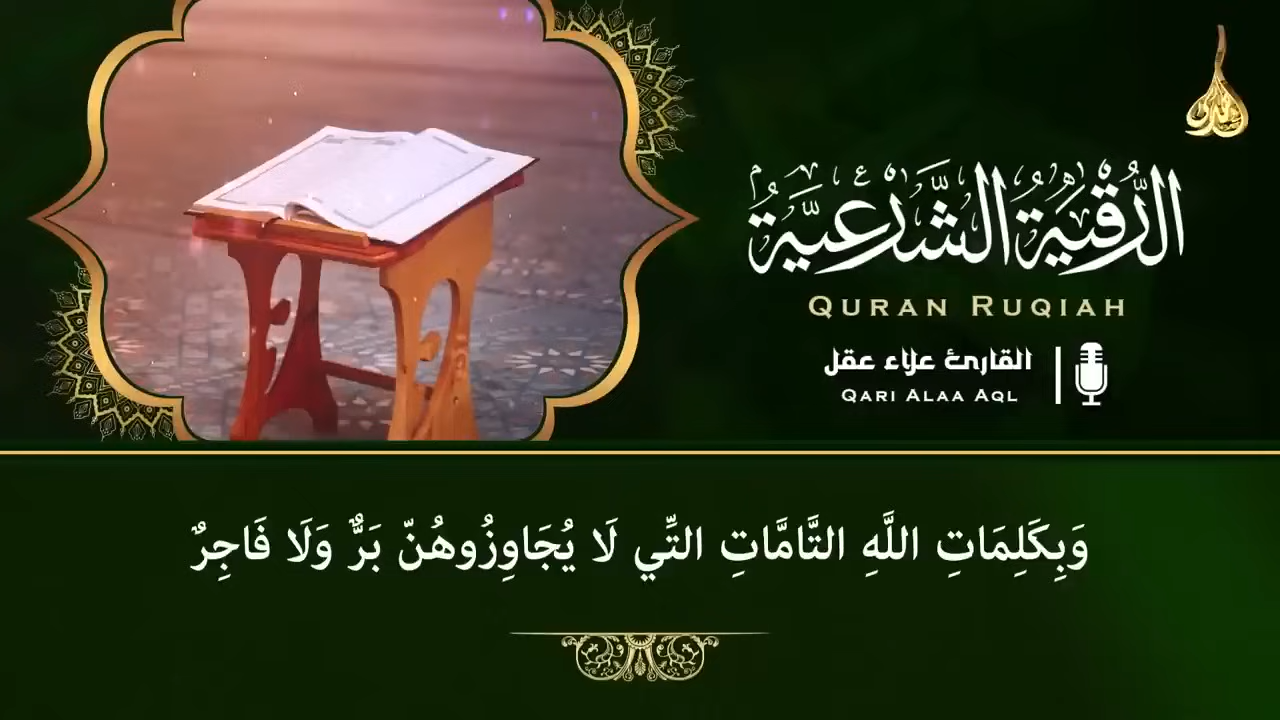 الرُّقْيَةُ الشَّرْعِيَّةُ
QURAN RUQIAH
القارئ علاء عقل
QARI ALAA AQL
وَبِكَلِمَاتِ اللَّهِ التَّامَّاتِ التِّي لَا يُجَاوِزُوهُنّ بَرٌّ وَلَا فَاجِرٌ